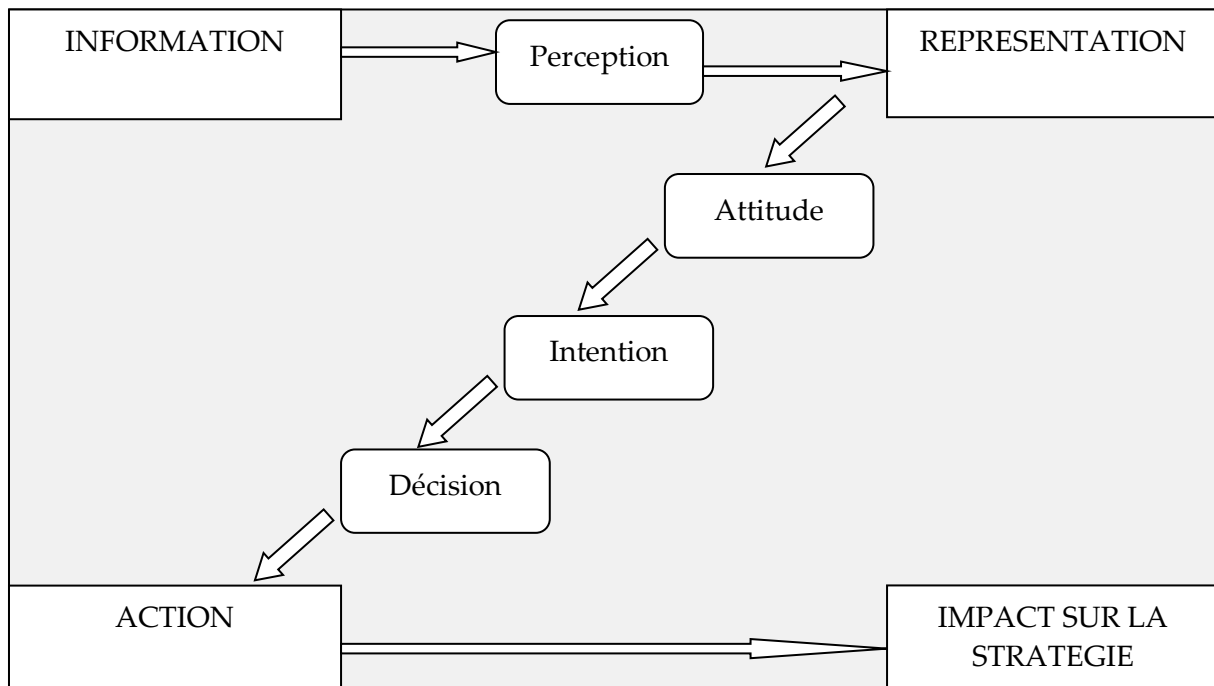 INFORMATION
Perception
REPRESENTATION
Attitude
Intention
Décision
ACTION
IMPACT SUR LA
STRATEGIE